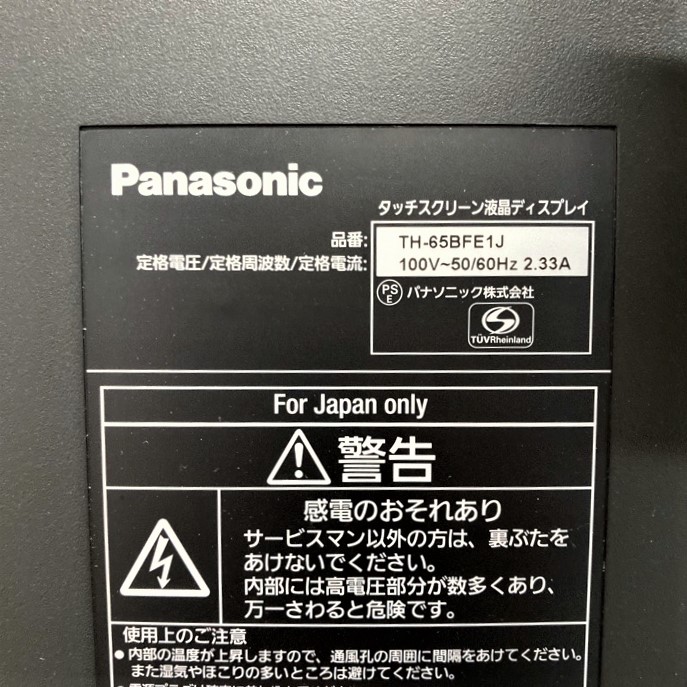 Panasonic
タッチスクリーン液晶ディスプレイ
品番: TH-65BFE1J
定格電圧/定格周波数/定格電流: 100V~50/60Hz 2.33A
PS
E パナソニック株式会社
TÜVRheinland
For Japan only
警告
感電のおそれあり
サービスマン以外の方は、裏ぶたを
あけないでください。
内部には高電圧部分が数多くあり、
万一さわると危険です。
使用上のご注意
●内部の温度が上昇しますので、通風孔の周囲に間隔をあけてください。
また湿気やほこりの多いところは避けてください。